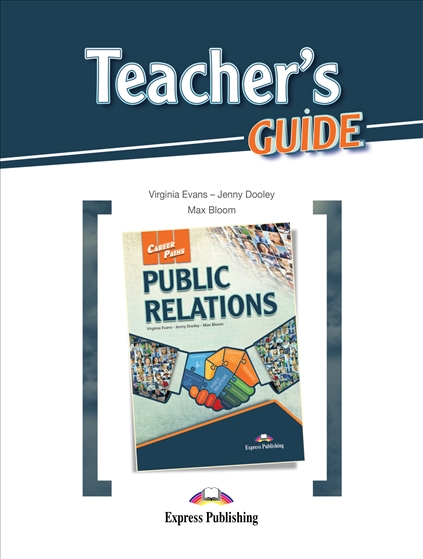 Teacher's
GUIDE
Virginia Evans – Jenny Dooley
Max Bloom
CAREER
PATHS
PUBLIC
RELATIONS
Virginia Evans - Jenny Dooley - Max Bloom
Express Publishing
Express Publishing